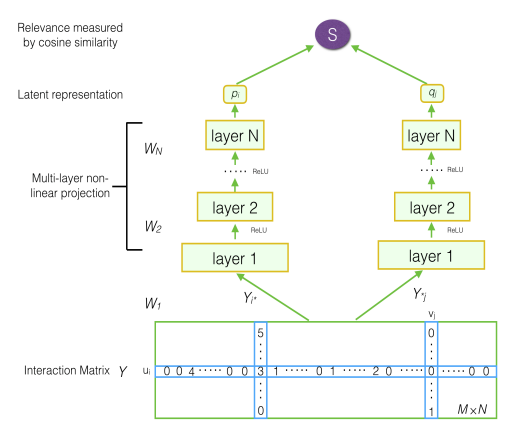 Relevance measured
by cosine similarity
S
Latent representation
p_i
q_j
layer N
layer N
W_N
Multi-layer non-
linear projection
...... ReLU
...... ReLU
layer 2
layer 2
W_2
ReLU
ReLU
layer 1
layer 1
W_1
Y_i*
Y_*j
v_j
5
0
Interaction Matrix Y
u_i 0 0 4 ...... 0 0 3 1 ...... 0 1 ...... 2 0 ...... 0 ...... 0 0
0
1
M×N